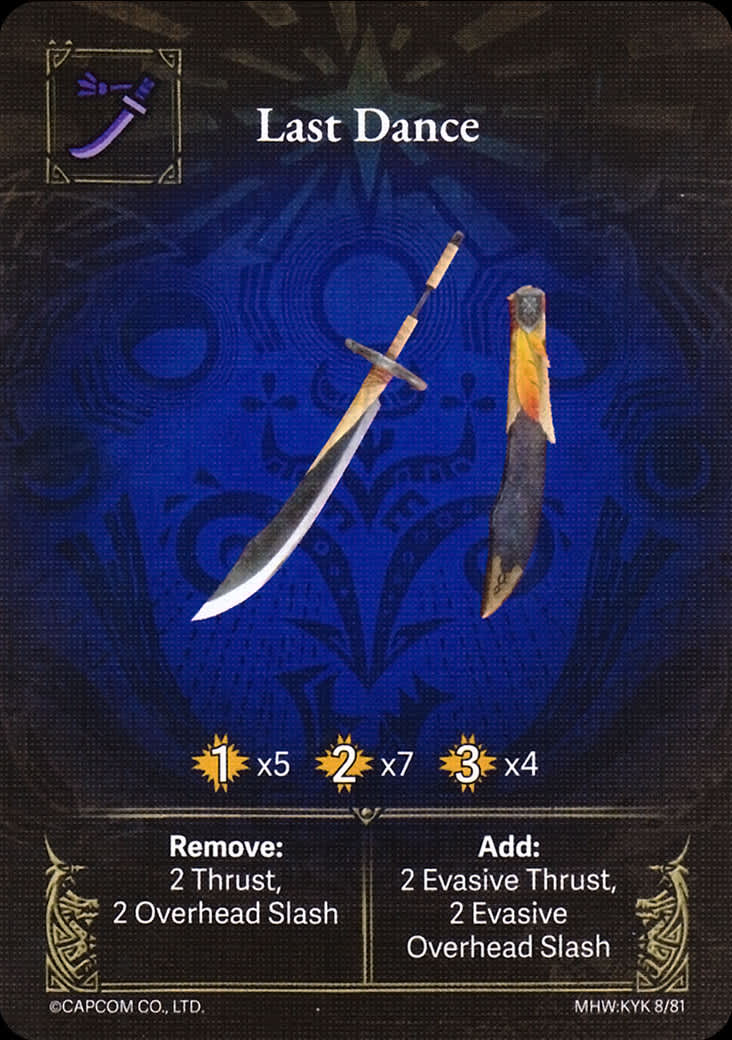 Last Dance
1 x5 2 x7 3 x4
Remove:
2 Thrust,
2 Overhead Slash
Add:
2 Evasive Thrust,
2 Evasive
Overhead Slash
©CAPCOM CO., LTD.
MHW:KYK 8/81